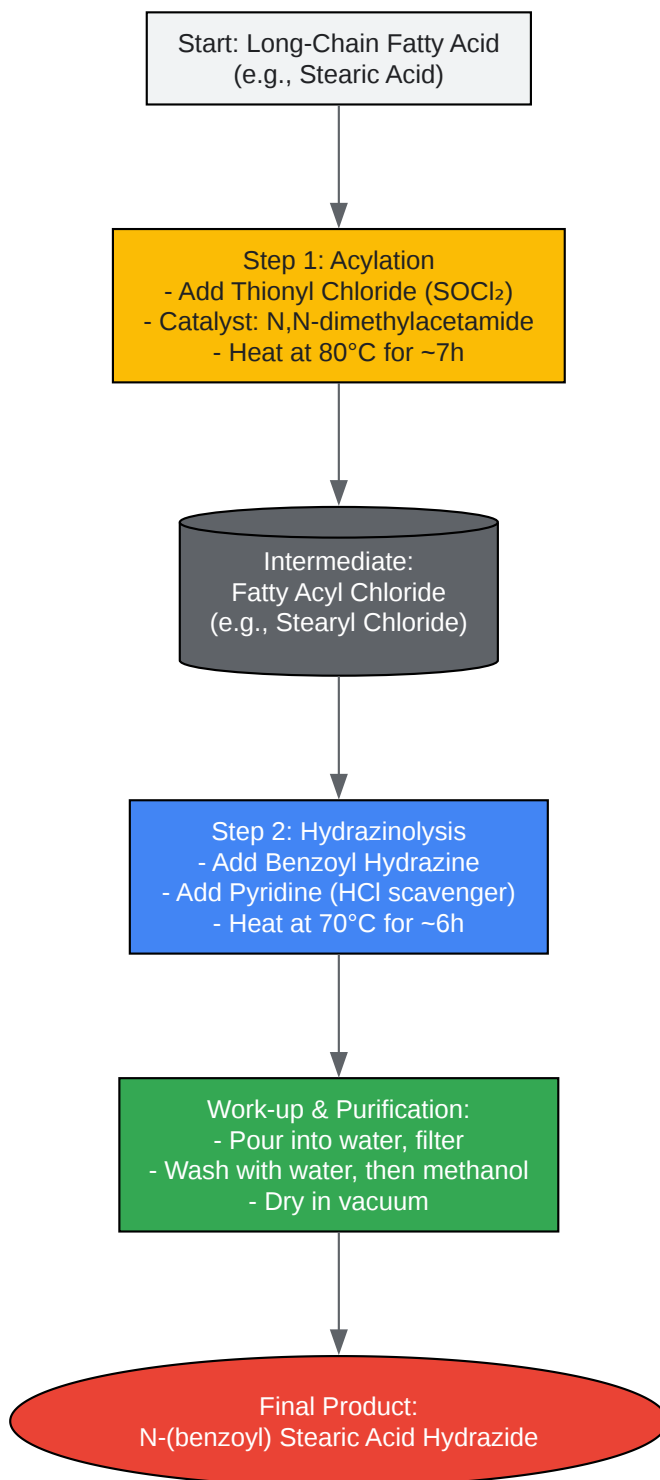 Start: Long-Chain Fatty Acid
(e.g., Stearic Acid)
Step 1: Acylation
- Add Thionyl Chloride (SOCl₂)
- Catalyst: N,N-dimethylacetamide
- Heat at 80°C for ~7h
Intermediate:
Fatty Acyl Chloride
(e.g., Stearyl Chloride)
Step 2: Hydrazinolysis
- Add Benzoyl Hydrazine
- Add Pyridine (HCl scavenger)
- Heat at 70°C for ~6h
Work-up & Purification:
- Pour into water, filter
- Wash with water, then methanol
- Dry in vacuum
Final Product:
N-(benzoyl) Stearic Acid Hydrazide